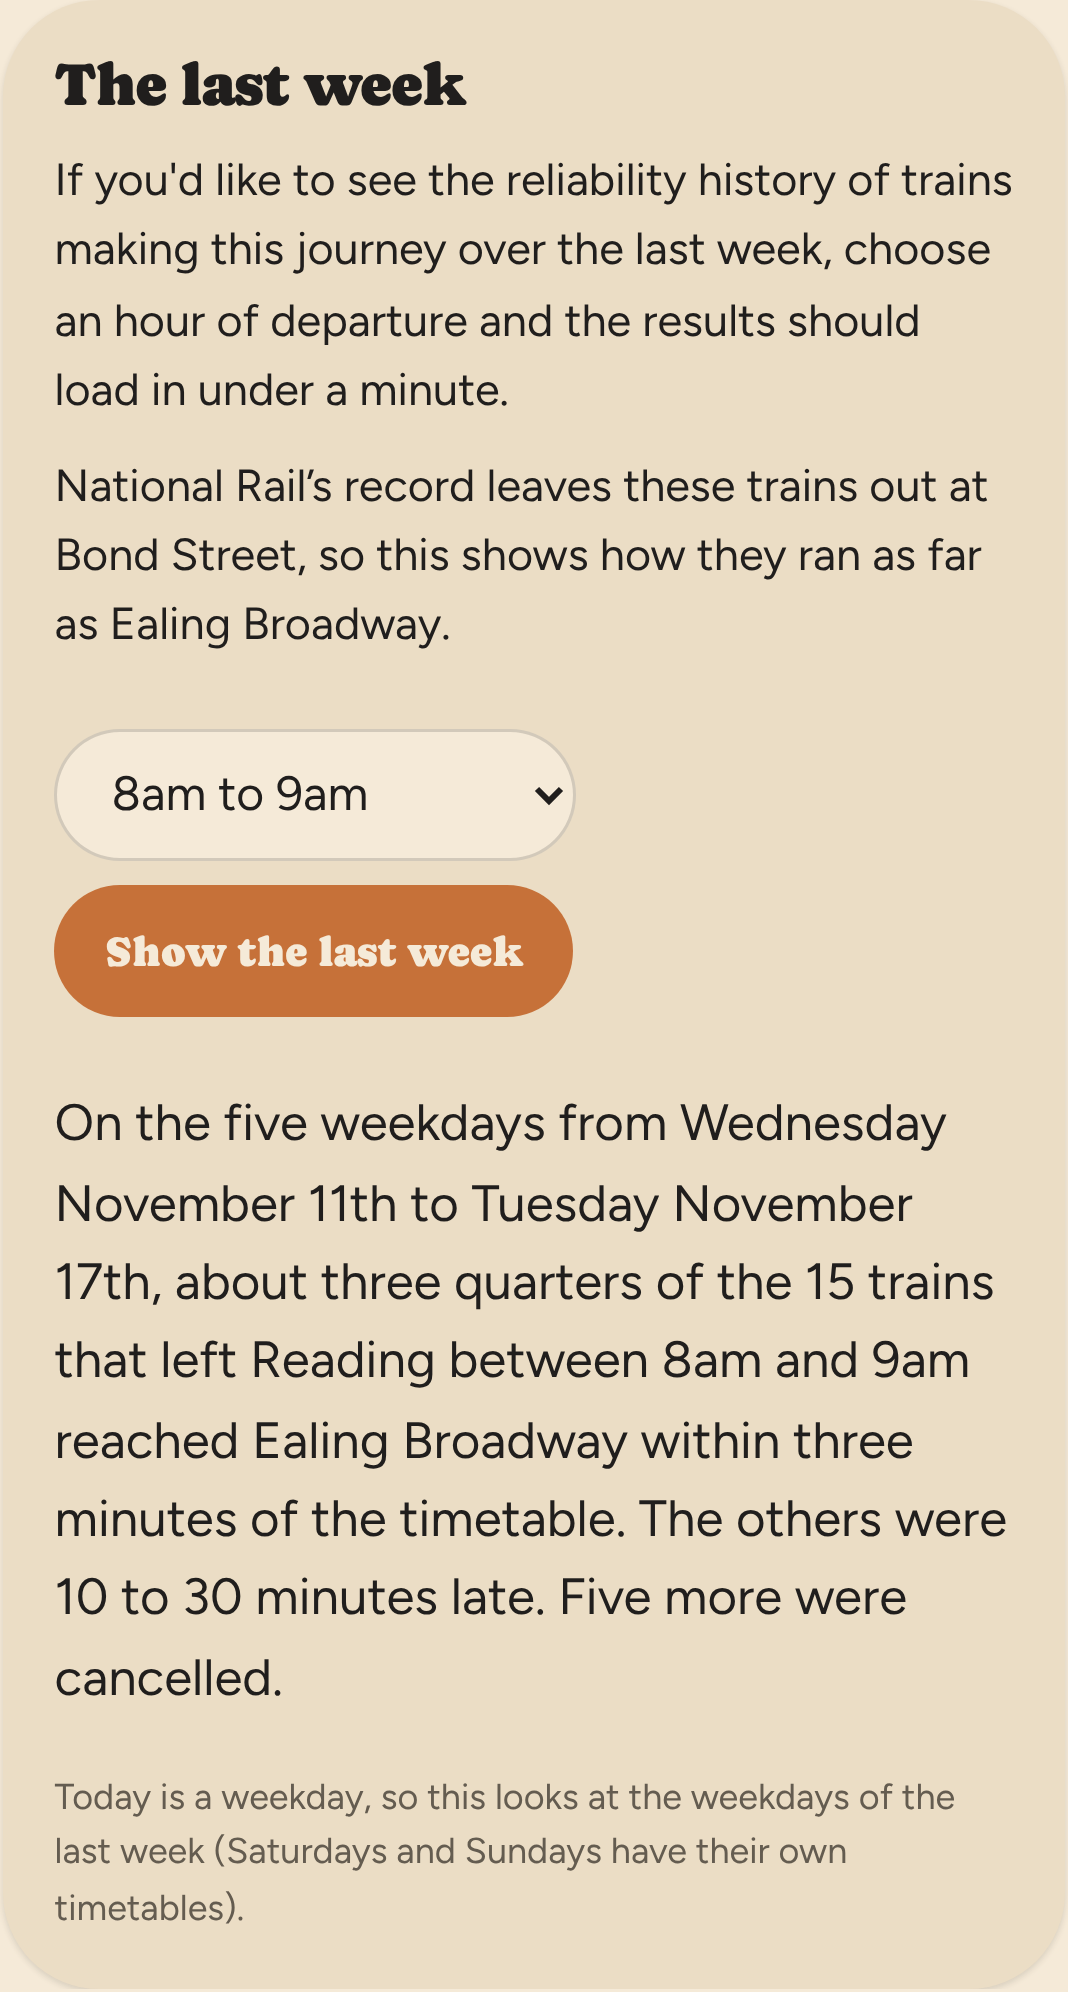 The last week
If you'd like to see the reliability history of trains
making this journey over the last week, choose
an hour of departure and the results should
load in under a minute.
National Rail’s record leaves these trains out at
Bond Street, so this shows how they ran as far
as Ealing Broadway.
8am to 9am
Show the last week
On the five weekdays from Wednesday
November 11th to Tuesday November
17th, about three quarters of the 15 trains
that left Reading between 8am and 9am
reached Ealing Broadway within three
minutes of the timetable. The others were
10 to 30 minutes late. Five more were
cancelled.
Today is a weekday, so this looks at the weekdays of the
last week (Saturdays and Sundays have their own
timetables).